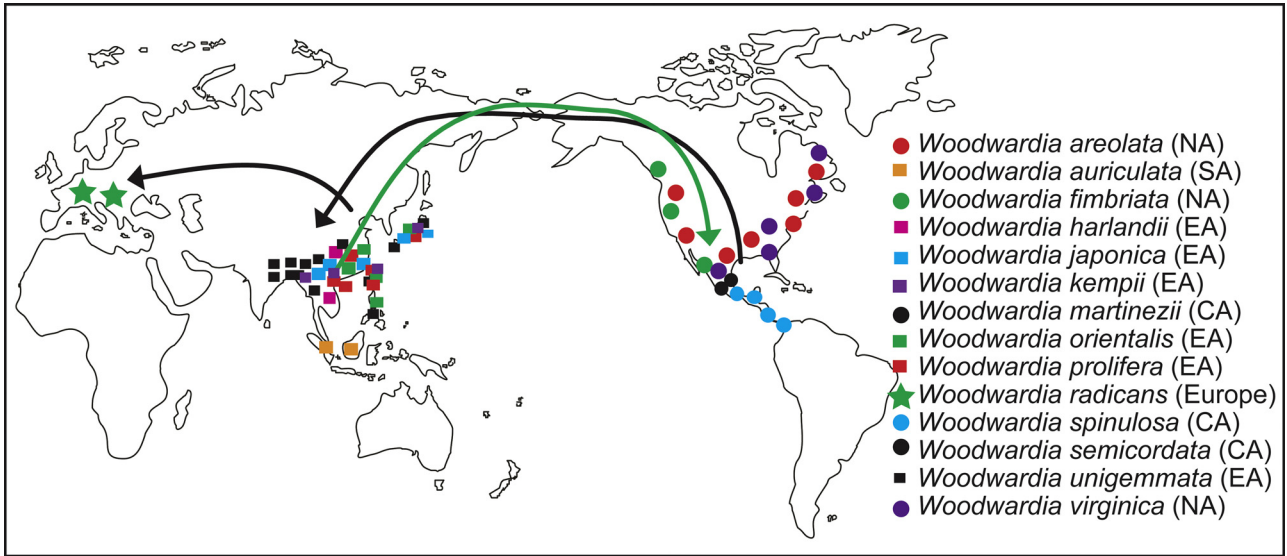 Woodwardia areolata (NA)
Woodwardia auriculata (SA)
Woodwardia fimbriata (NA)
Woodwardia harlandii (EA)
Woodwardia japonica (EA)
Woodwardia kempii (EA)
Woodwardia martinezii (CA)
Woodwardia orientalis (EA)
Woodwardia prolifera (EA)
Woodwardia radicans (Europe)
Woodwardia spinulosa (CA)
Woodwardia semicordata (CA)
Woodwardia unigemmata (EA)
Woodwardia virginica (NA)